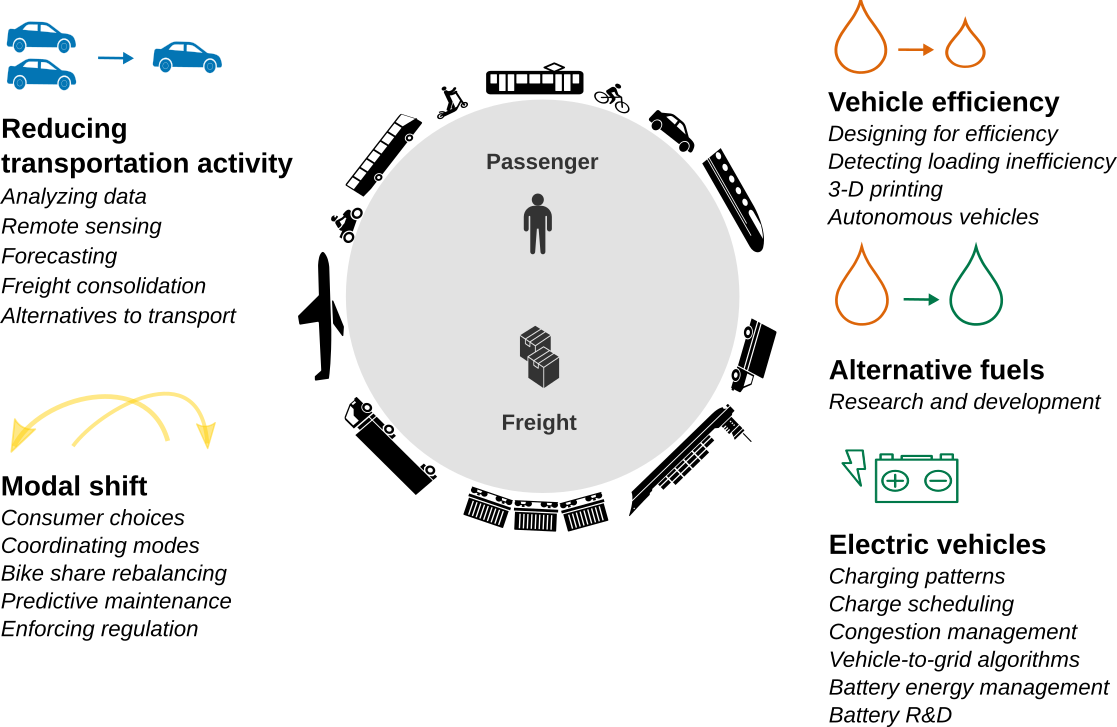 Reducing
transportation activity
Analyzing data
Remote sensing
Forecasting
Freight consolidation
Alternatives to transport
Modal shift
Consumer choices
Coordinating modes
Bike share rebalancing
Predictive maintenance
Enforcing regulation
Passenger
Freight
Vehicle efficiency
Designing for efficiency
Detecting loading inefficiency
3-D printing
Autonomous vehicles
Alternative fuels
Research and development
Electric vehicles
Charging patterns
Charge scheduling
Congestion management
Vehicle-to-grid algorithms
Battery energy management
Battery R&D